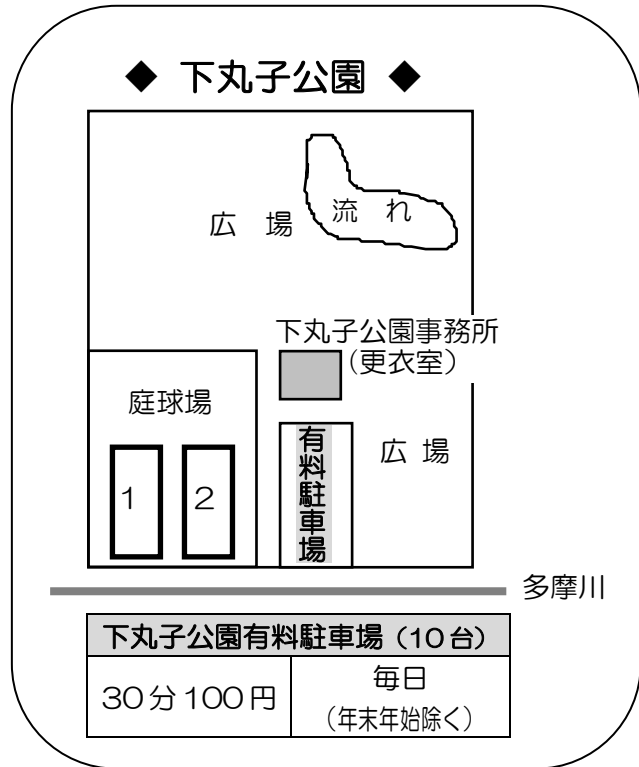 ◆ 下丸子公園 ◆
流 れ
広 場
下丸子公園事務所
（更衣室）
庭球場
1
2
有料駐車場
広 場
多摩川
下丸子公園有料駐車場（10台）
30分100円
毎日
（年末年始除く）